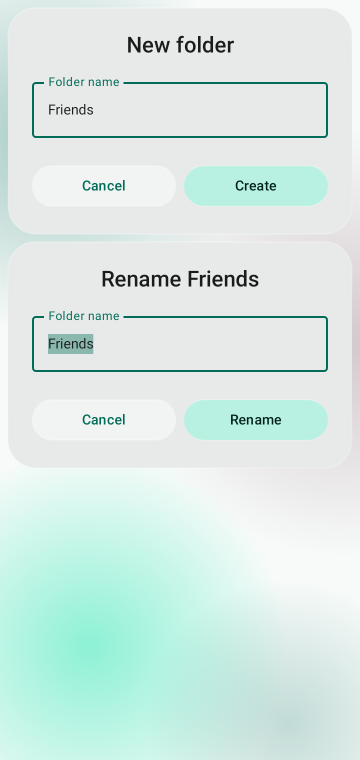 New folder
Folder name
Friends
Cancel
Create
Rename Friends
Folder name
Friends
Cancel
Rename